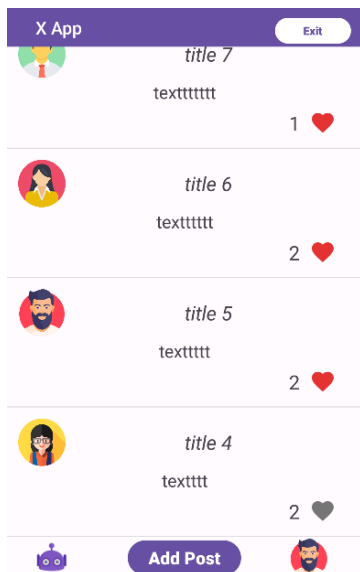 X App
Exit
title 7
texttttttt
1
title 6
textttttt
2
title 5
texttttt
2
title 4
textttt
2
Add Post